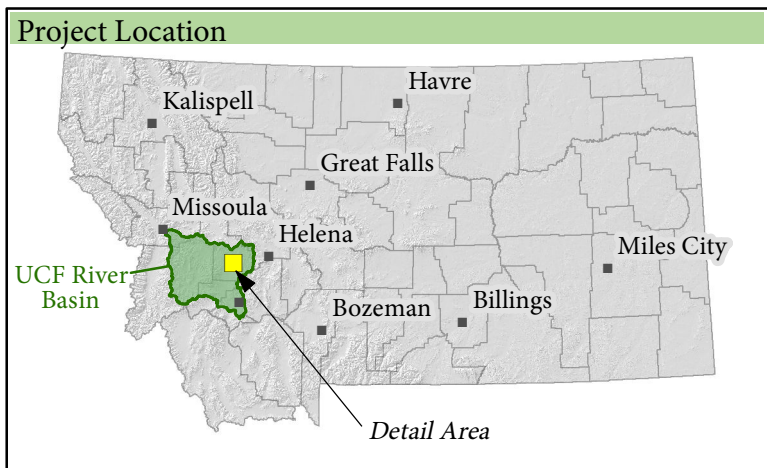 Project Location
Havre
Kalispell
Great Falls
Missoula
Helena
Miles City
UCF River
Basin
Bozeman
Billings
Detail Area